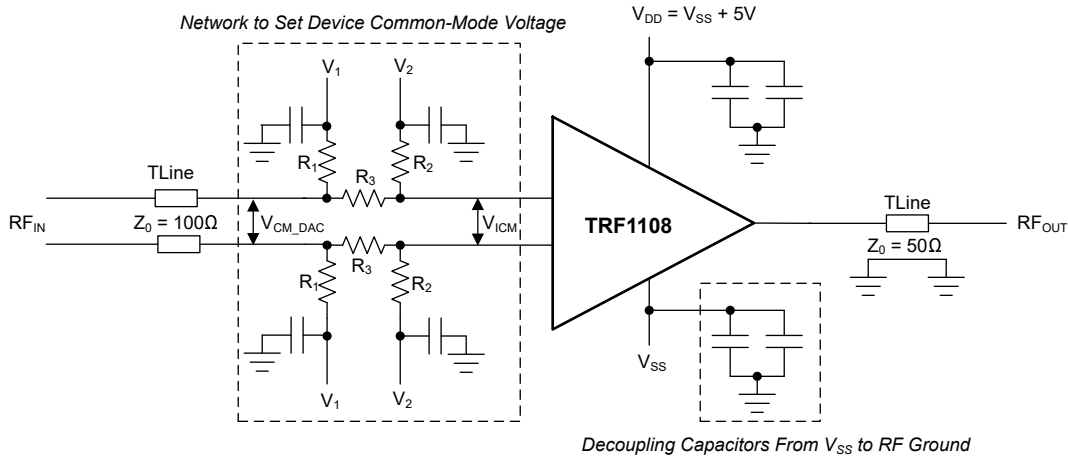 Network to Set Device Common-Mode Voltage
V₁
V₂
V_DD = V_SS + 5V
R₁
R₂
TLine
R₃
RF_IN
Z₀ = 100Ω
V_CM_DAC
V_ICM
TRF1108
TLine
RF_OUT
Z₀ = 50Ω
R₃
R₁
R₂
V_SS
V₁
V₂
Decoupling Capacitors From V_SS to RF Ground